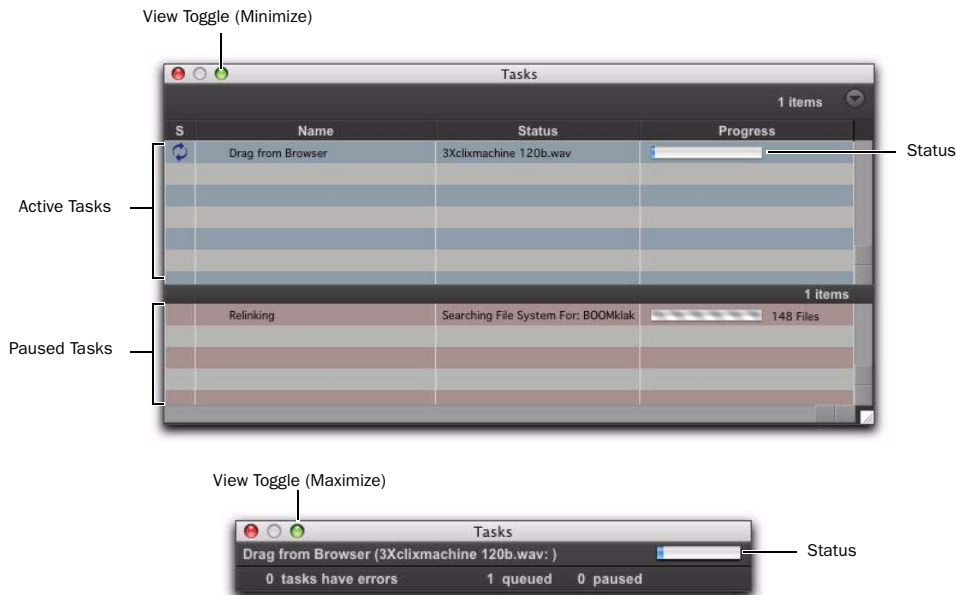 View Toggle (Minimize)
Tasks
1 items
S Name Status Progress
Drag from Browser 3Xclixmachine 120b.wav
Status
Active Tasks
1 items
Relinking Searching File System For: BOOMklak 148 Files
Paused Tasks
View Toggle (Maximize)
Tasks
Drag from Browser (3Xclixmachine 120b.wav: )
Status
0 tasks have errors 1 queued 0 paused